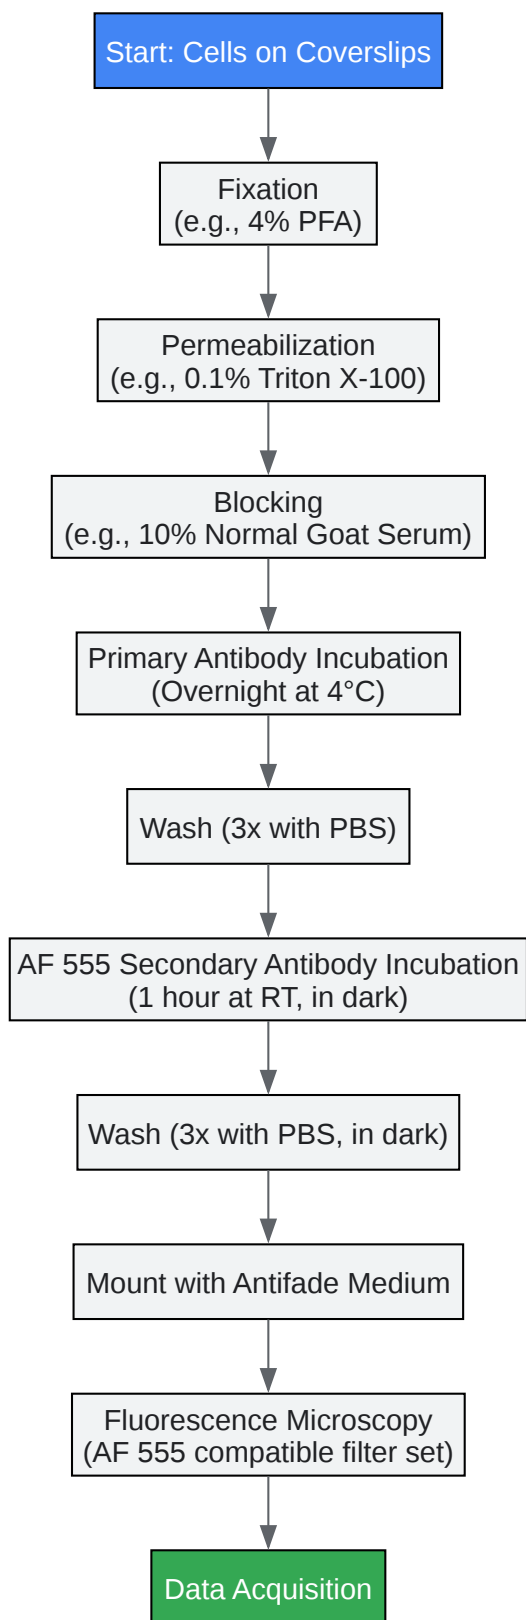 Start: Cells on Coverslips
Fixation
(e.g., 4% PFA)
Permeabilization
(e.g., 0.1% Triton X-100)
Blocking
(e.g., 10% Normal Goat Serum)
Primary Antibody Incubation
(Overnight at 4°C)
Wash (3x with PBS)
AF 555 Secondary Antibody Incubation
(1 hour at RT, in dark)
Wash (3x with PBS, in dark)
Mount with Antifade Medium
Fluorescence Microscopy
(AF 555 compatible filter set)
Data Acquisition